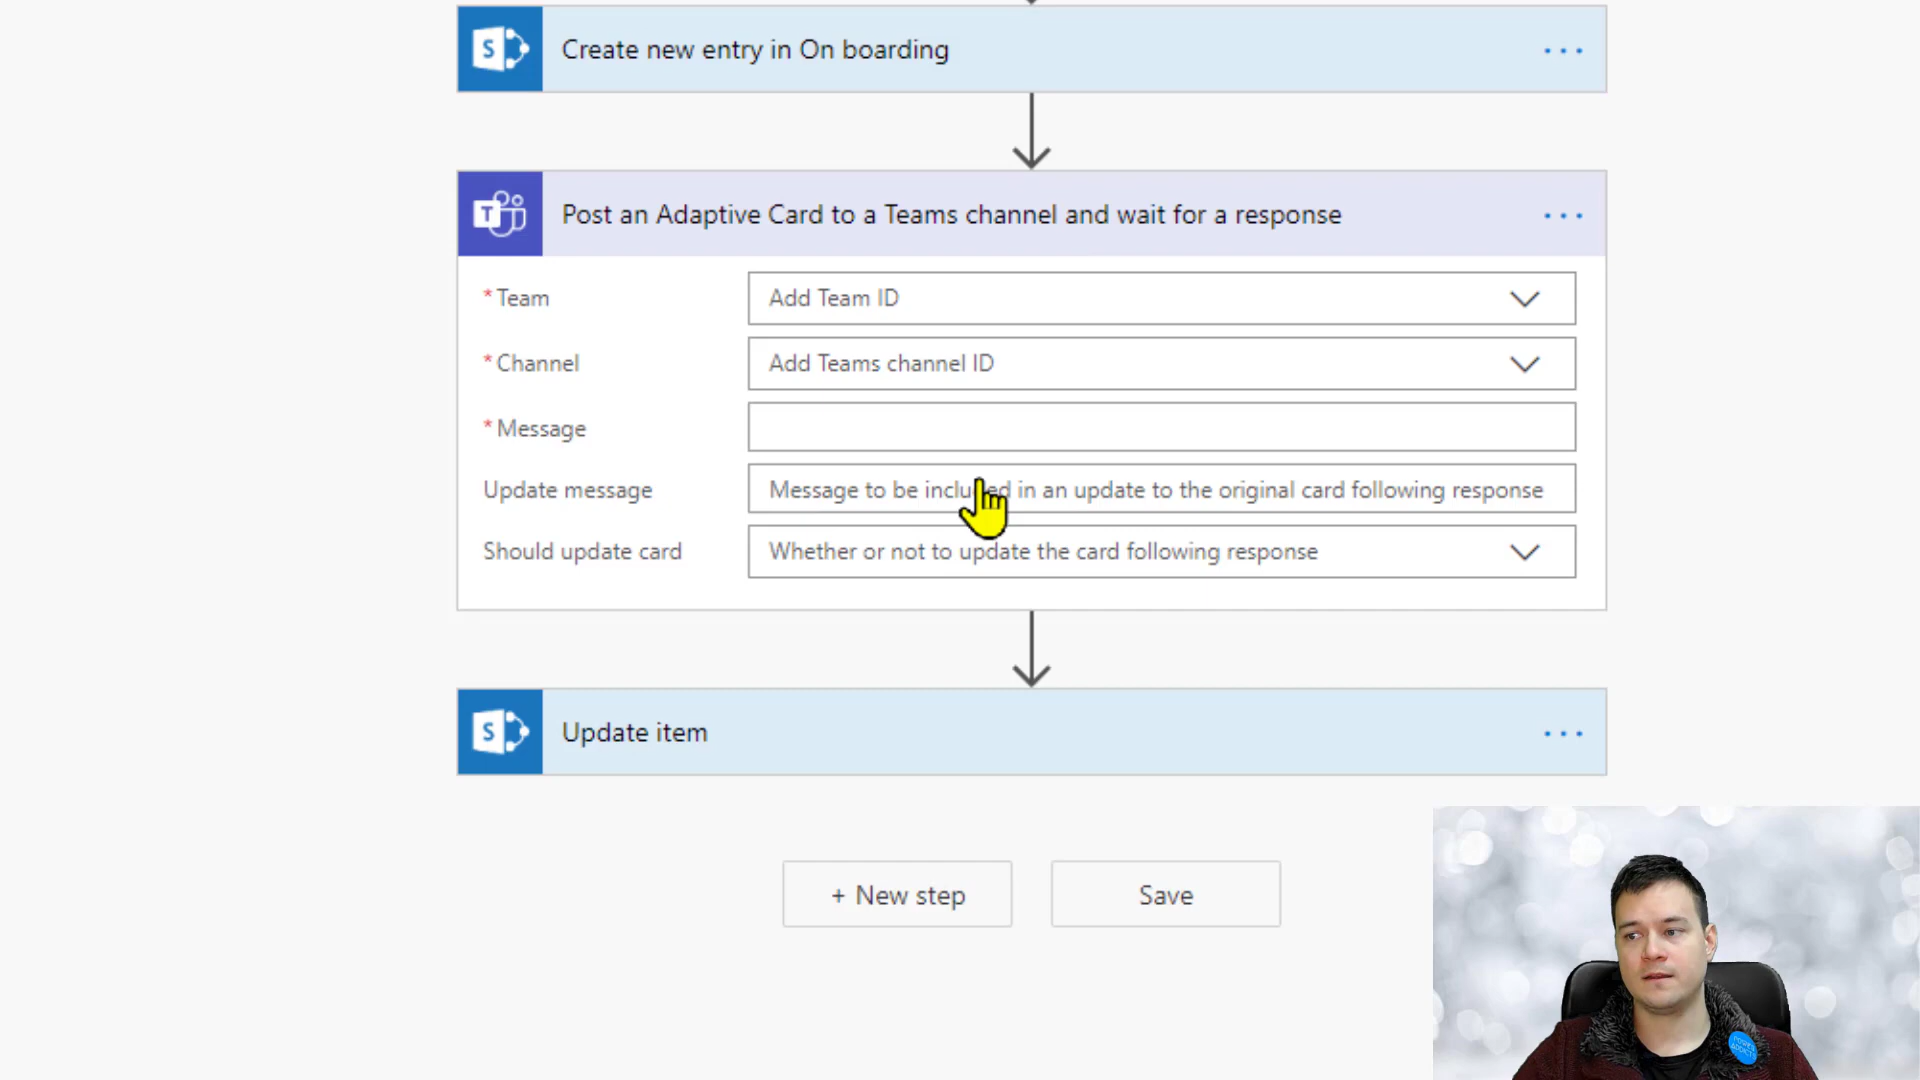 Create new entry in On boarding
Post an Adaptive Card to a Teams channel and wait for a response
* Team
Add Team ID
* Channel
Add Teams channel ID
* Message
Update message
Message to be included in an update to the original card following response
Should update card
Whether or not to update the card following response
Update item
+ New step
Save